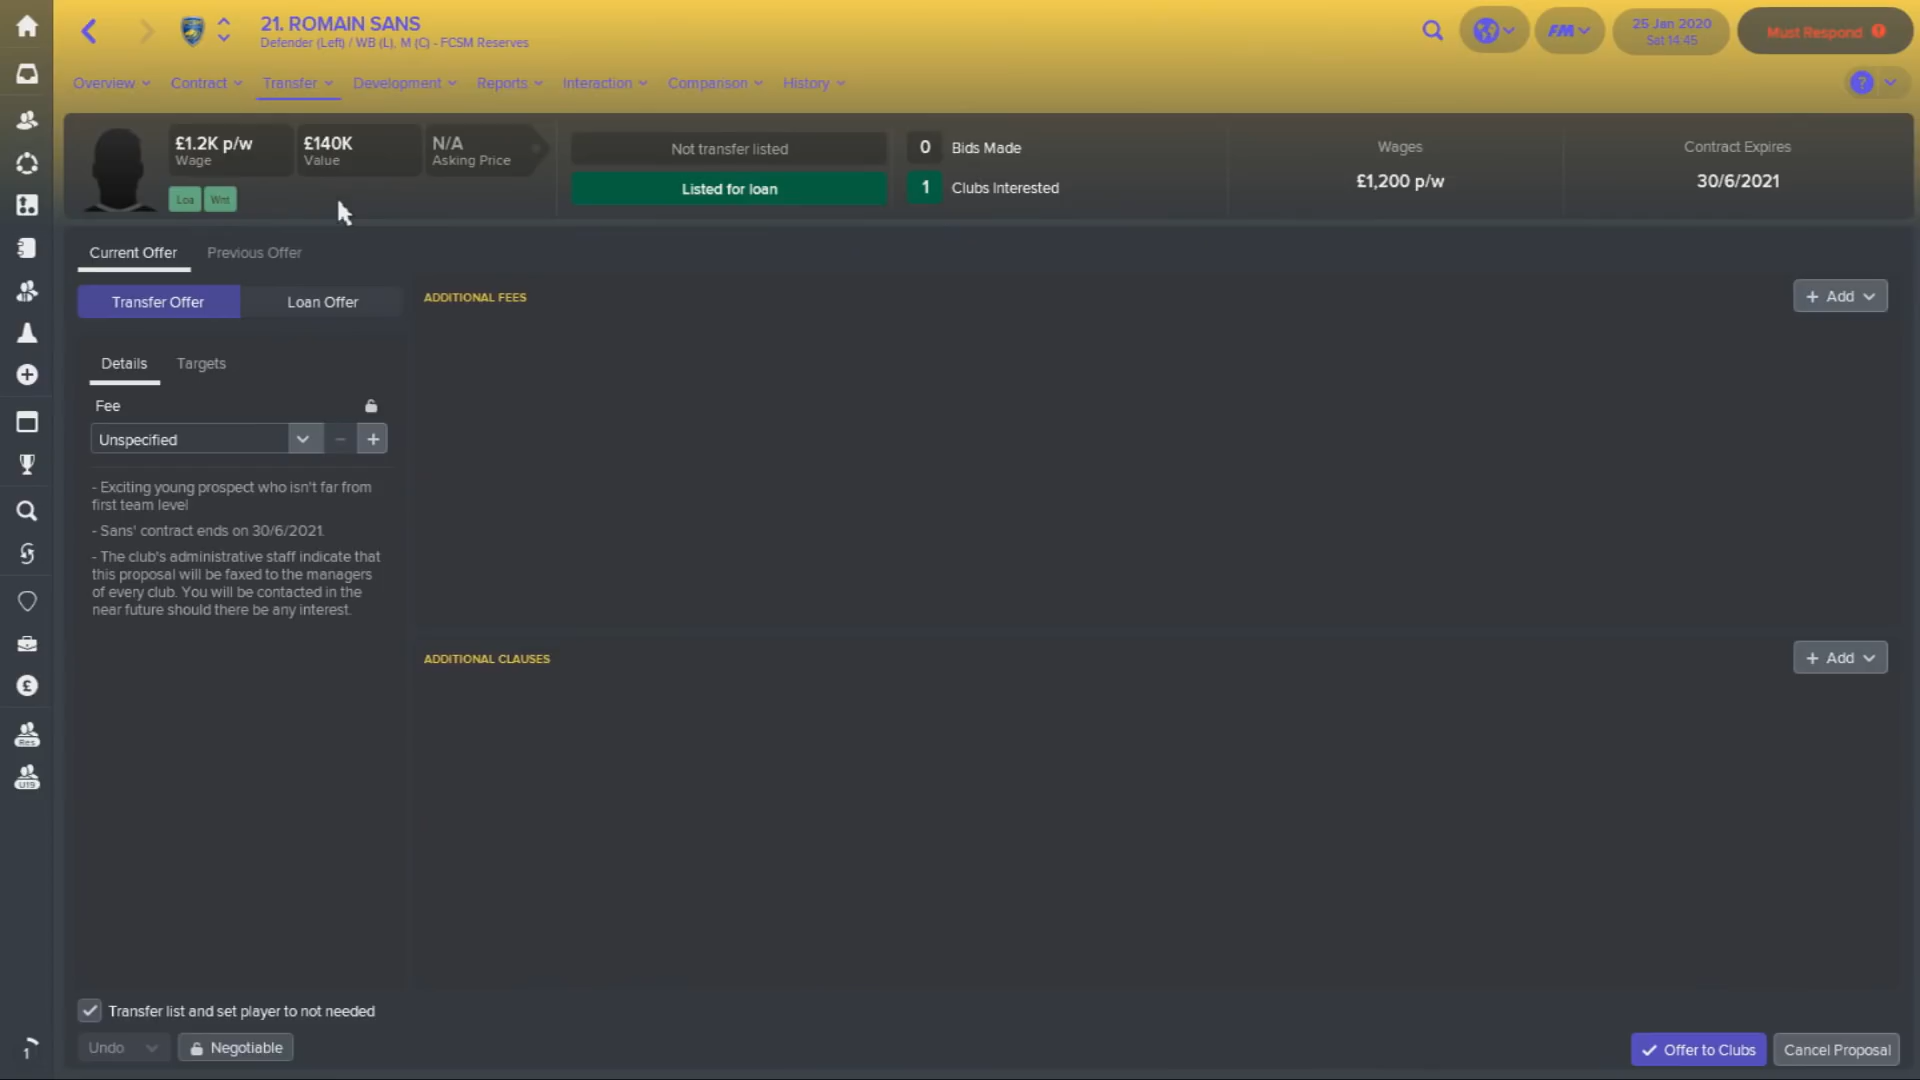 21. ROMAIN SANS
Defender (Left) / WB (L), M (C) - FCSM Reserves
FM
25 Jan 2020
Sat 14:45
Must Respond
Overview
Contract
Transfer
Development
Reports
Interaction
Comparison
History
?
£1.2K p/w
Wage
£140K
Value
N/A
Asking Price
Loa
Wnt
Not transfer listed
Listed for loan
0 Bids Made
1 Clubs Interested
Wages
£1,200 p/w
Contract Expires
30/6/2021
Current Offer
Previous Offer
Transfer Offer
Loan Offer
Details
Targets
Fee
Unspecified
- Exciting young prospect who isn't far from
first team level
- Sans' contract ends on 30/6/2021.
- The club's administrative staff indicate that
this proposal will be faxed to the managers
of every club. You will be contacted in the
near future should there be any interest.
ADDITIONAL FEES
+ Add
ADDITIONAL CLAUSES
+ Add
Res
U19
1
Transfer list and set player to not needed
Undo
Negotiable
Offer to Clubs
Cancel Proposal